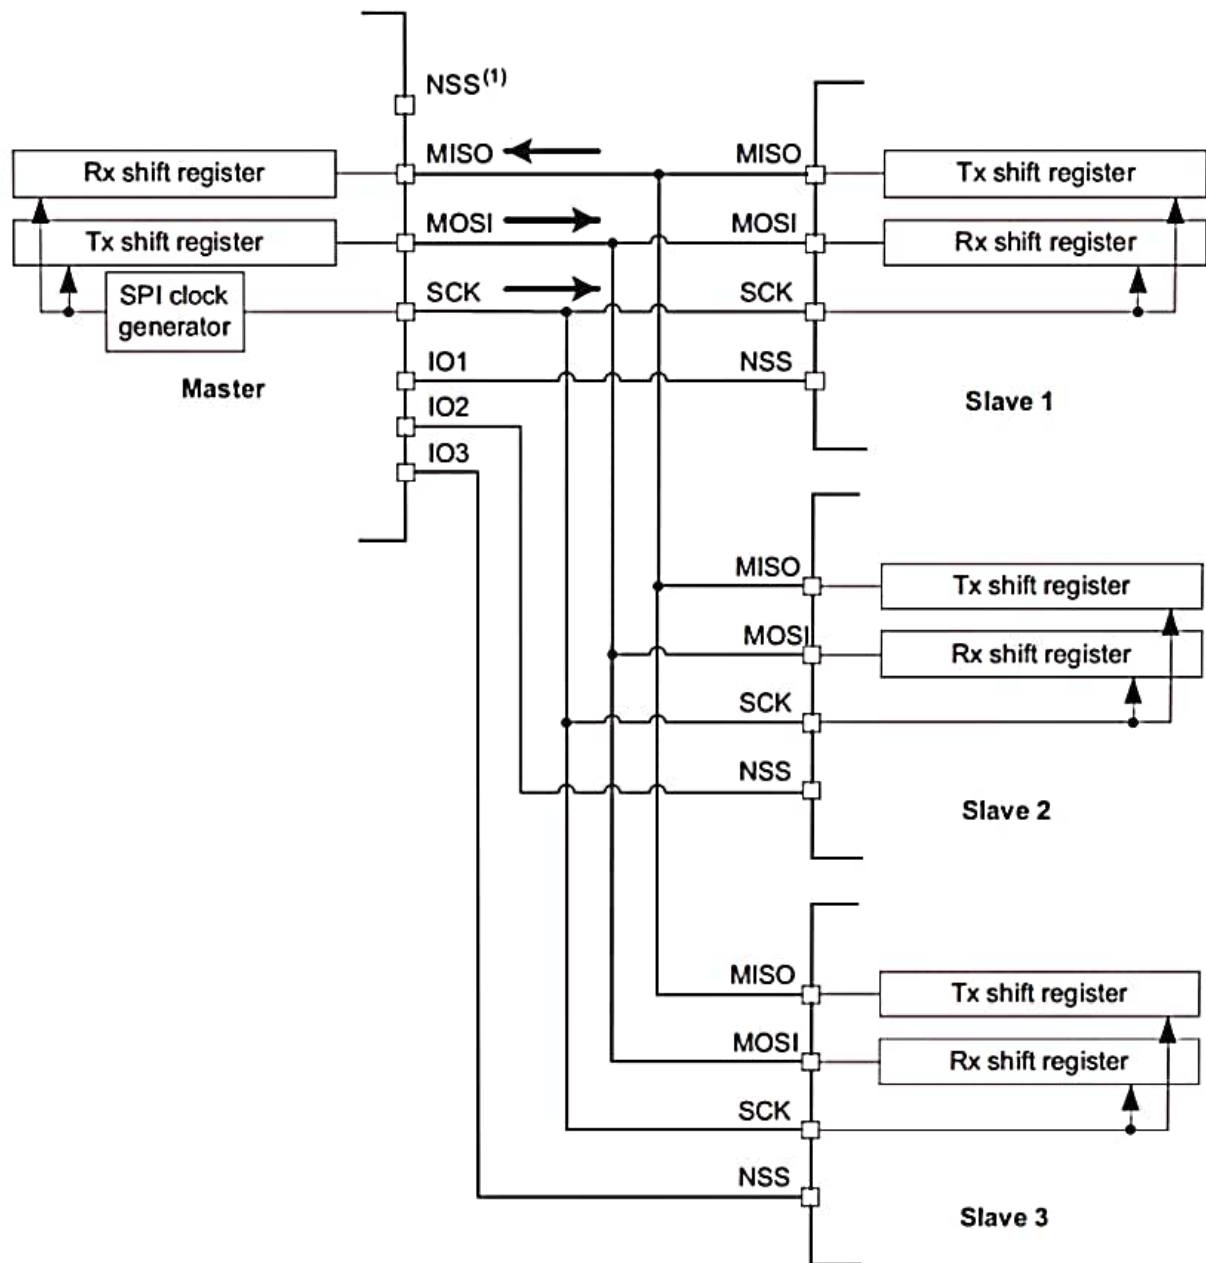 NSS(1)
MISO
MISO
Rx shift register
Tx shift register
MOSI
MOSI
Tx shift register
Rx shift register
SPI clock
generator
SCK
SCK
IO1
NSS
Master
Slave 1
IO2
IO3
MISO
Tx shift register
MOSI
Rx shift register
SCK
NSS
Slave 2
MISO
Tx shift register
MOSI
Rx shift register
SCK
NSS
Slave 3